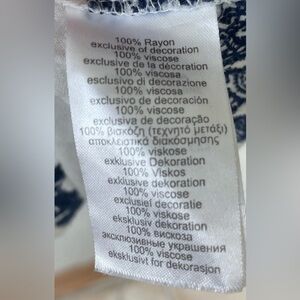 100% Rayon
exclusive of decoration
100% viscose
exclusive de la décoration
100% viscosa
esclusivo di decorazione
100% viscosa
exclusivo de decoración
100% viscose
exclusiva de decoração
100% βισκόζη (τεχνητό μετάξι)
αποκλειστικά διακόσμησης
100% viskose
exklusive Dekoration
100% Viskos
exklusive dekoration
100% viscose
exclusief decoratie
100% viskose
eksklusiv dekoration
100% вискоза
эксклюзивные украшения
100% viscose
eksklusivt for dekorasjon